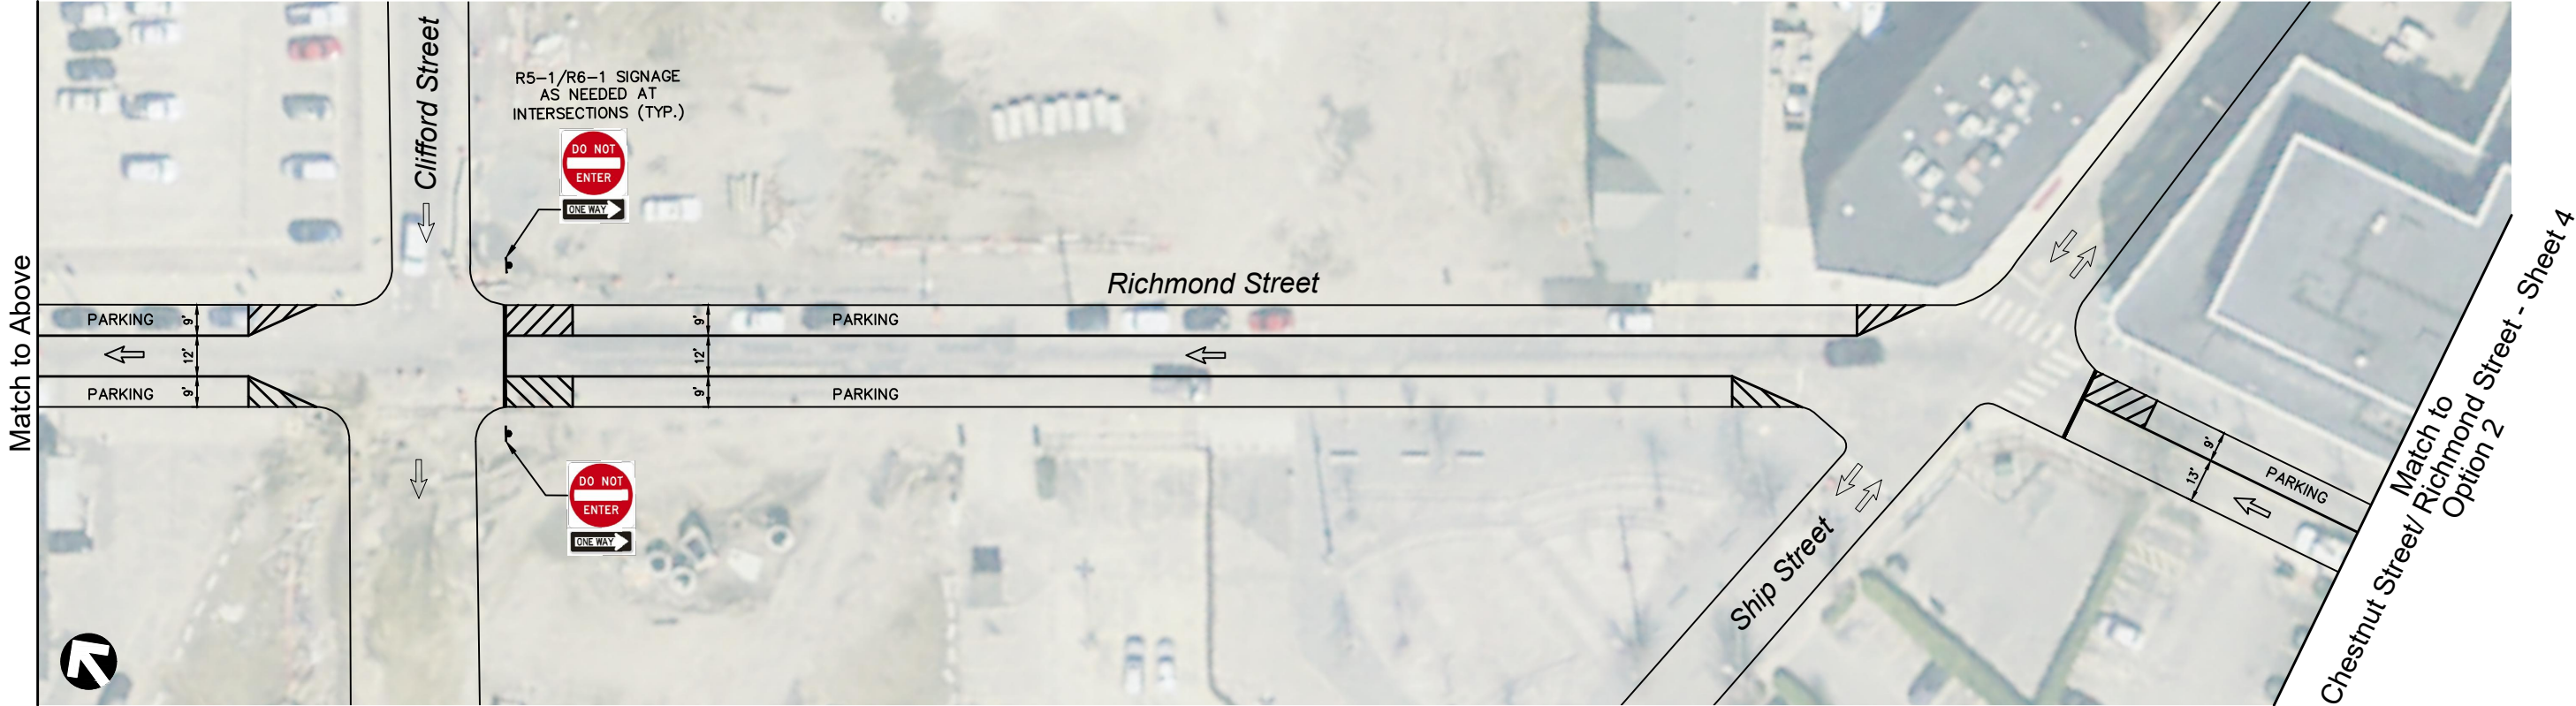 Match to Above
Clifford Street
R5-1/R6-1 SIGNAGE
AS NEEDED AT
INTERSECTIONS (TYP.)
DO NOT
ENTER
ONE WAY
Richmond Street
PARKING
9'
12'
9'
PARKING
9'
12'
9'
PARKING
PARKING
DO NOT
ENTER
ONE WAY
Ship Street
9'
13'
PARKING
Match to
Chestnut Street/ Richmond Street - Sheet 4
Option 2